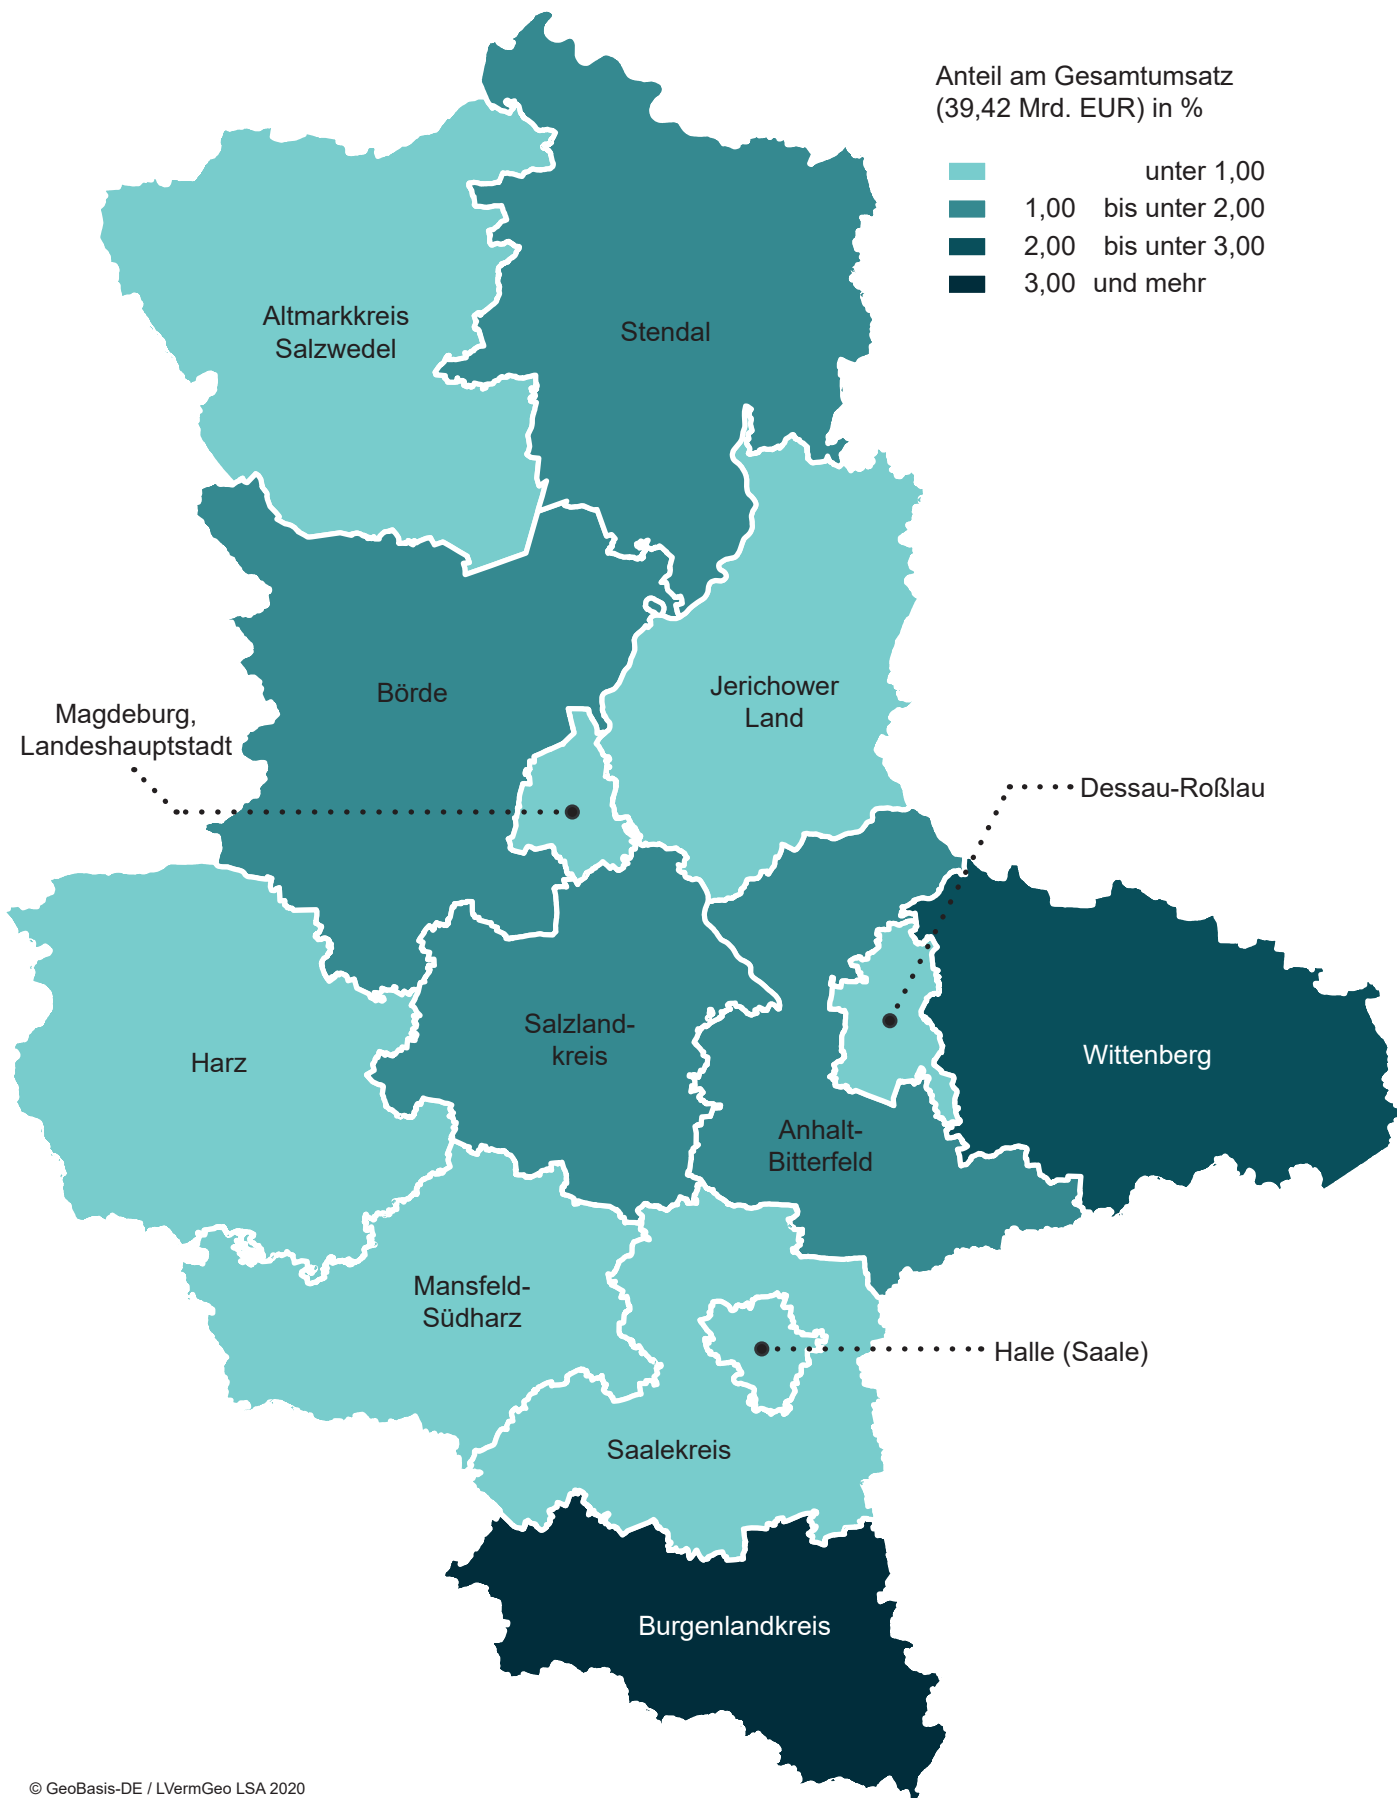 Anteil am Gesamtumsatz
(39,42 Mrd. EUR) in %
unter 1,00
1,00 bis unter 2,00
2,00 bis unter 3,00
3,00 und mehr
Altmarkkreis
Salzwedel
Stendal
Börde
Jerichower
Land
Magdeburg,
Landeshauptstadt
Dessau-Roßlau
Harz
Salzland-
kreis
Wittenberg
Anhalt-
Bitterfeld
Mansfeld-
Südharz
Halle (Saale)
Saalekreis
Burgenlandkreis
© GeoBasis-DE / LVermGeo LSA 2020